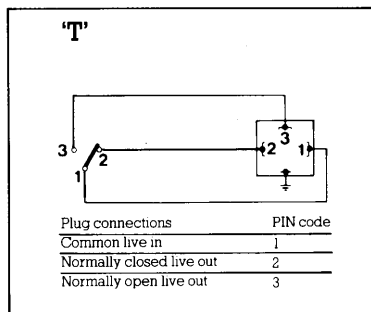 'T'
3
3 2 2 1
1
Plug connections PIN code
Common live in 1
Normally closed live out 2
Normally open live out 3